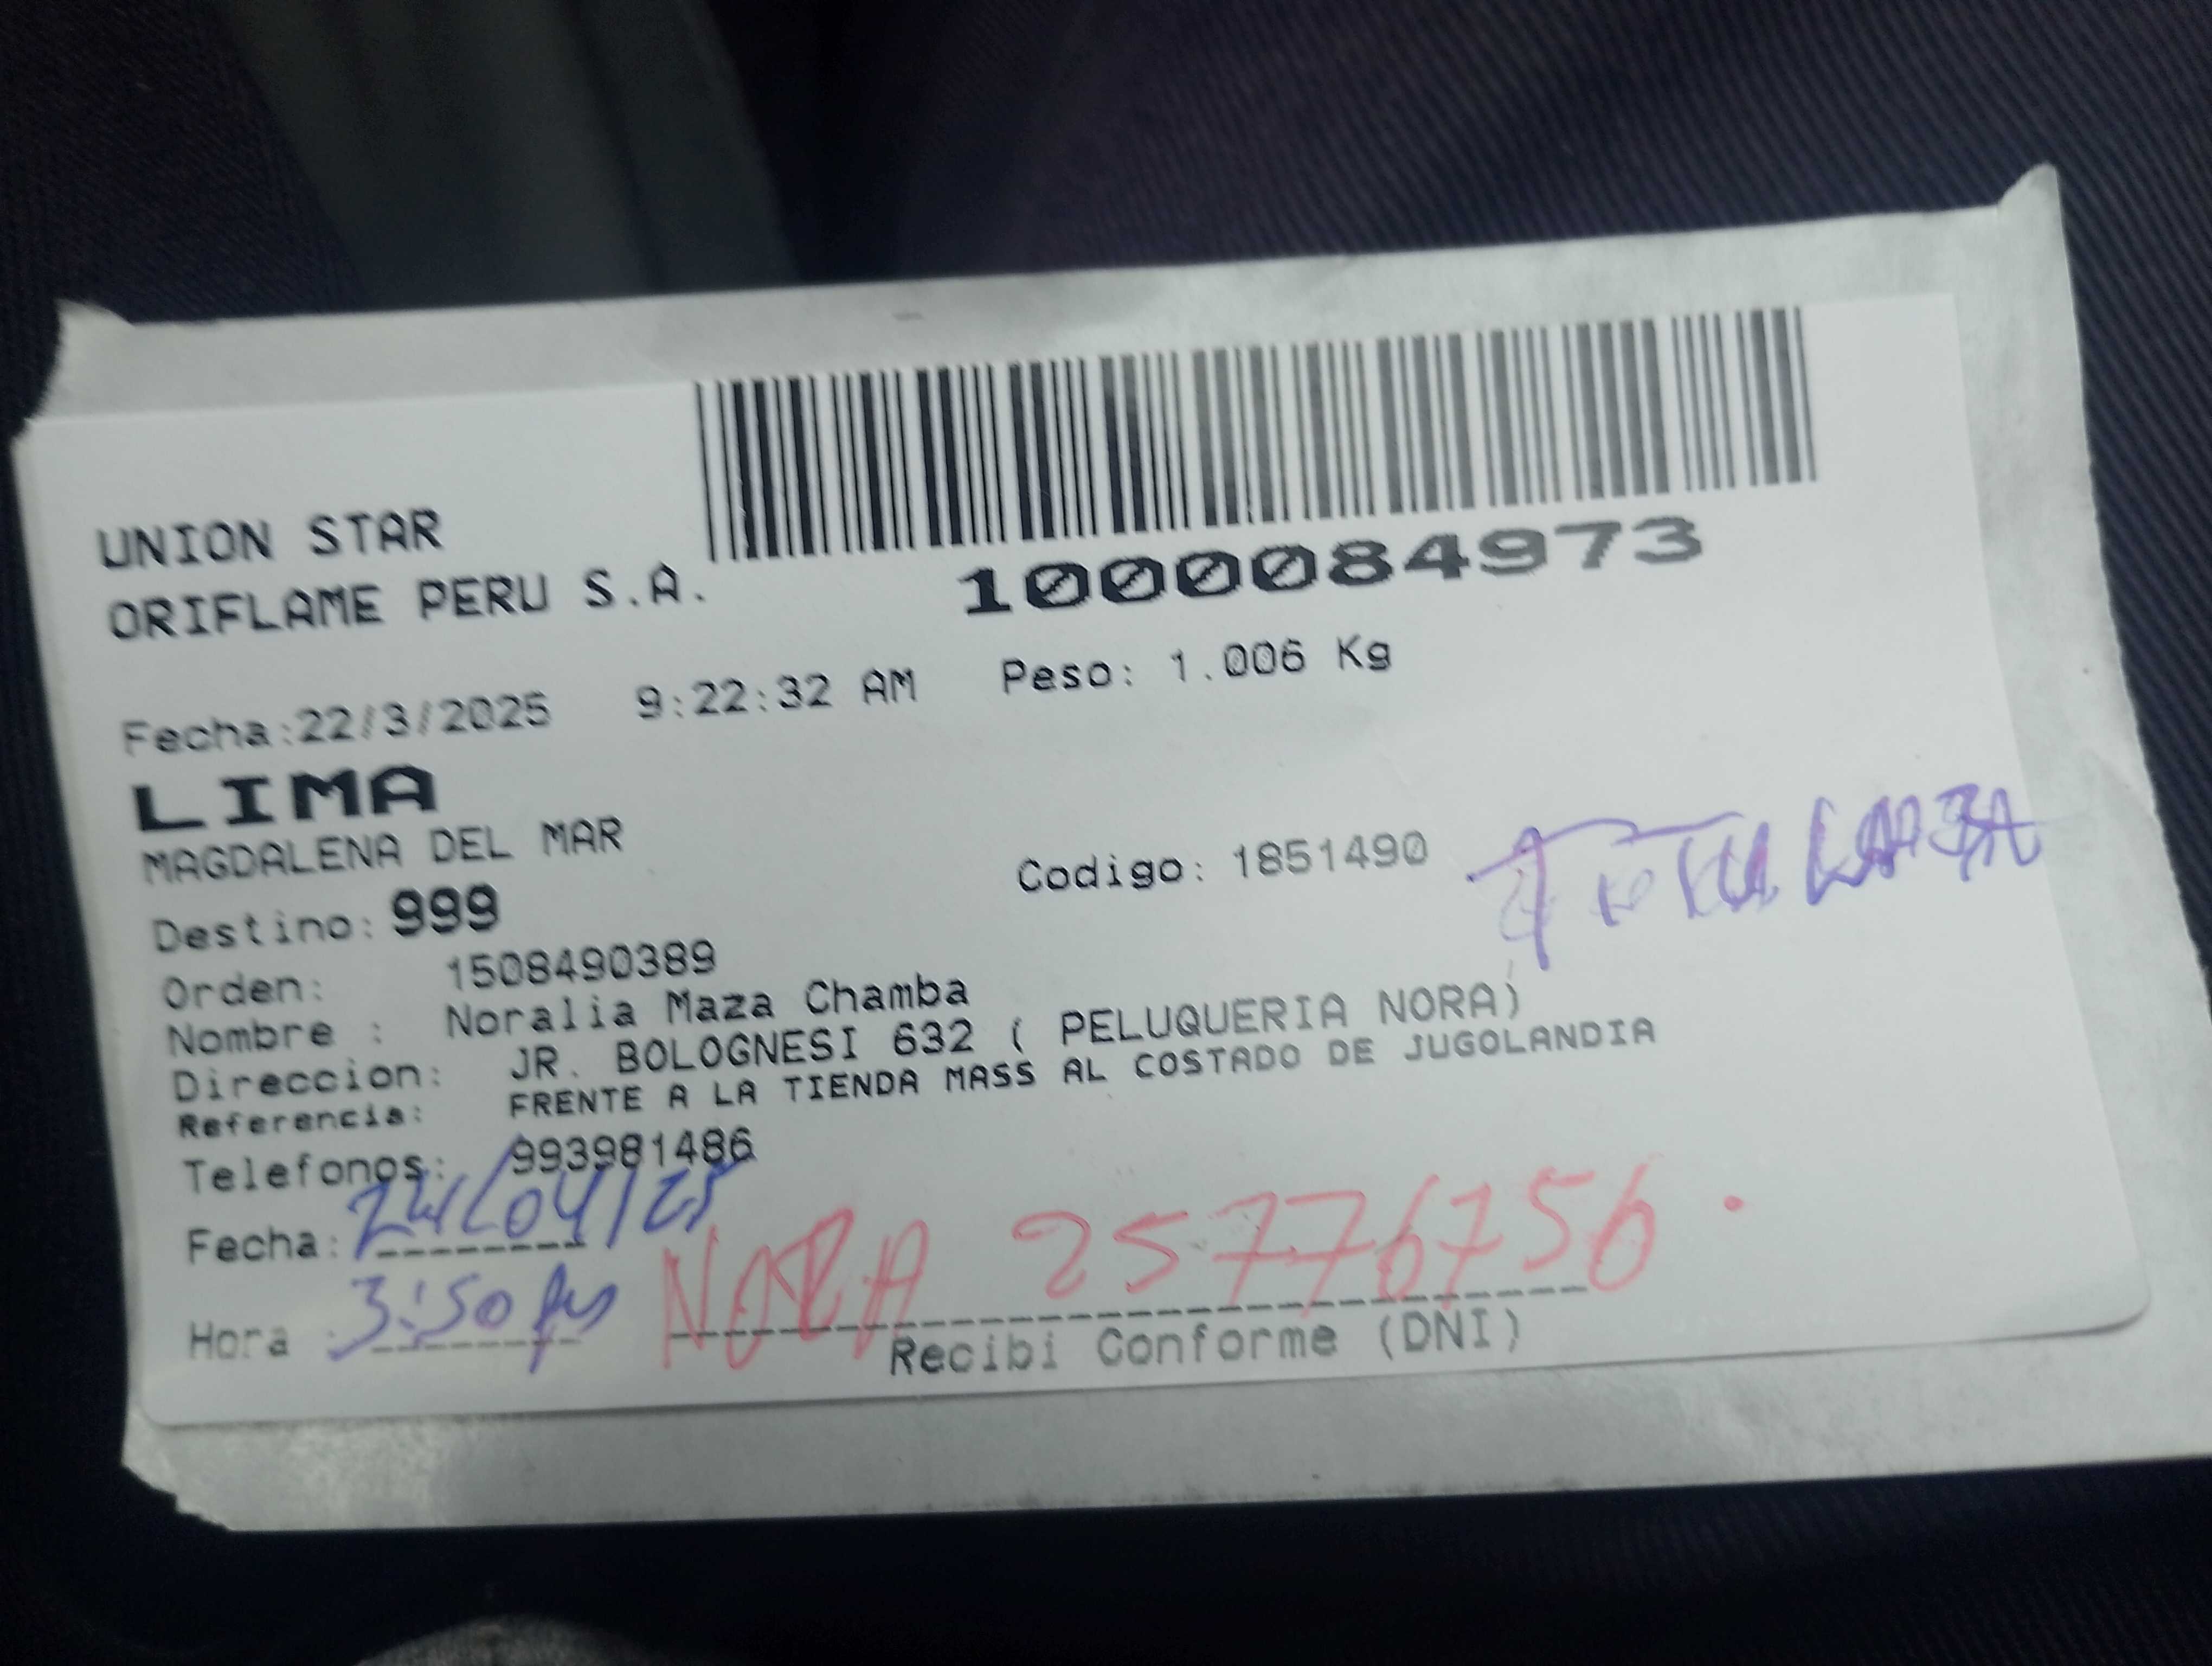 UNION STAR
ORIFLAME PERU S.A.
1000084973
Fecha:22/3/2025 9:22:32 AM Peso: 1.006 Kg
LIMA
MAGDALENA DEL MAR
Destino: 999 Codigo: 1851490
Orden: 1508490389
Nombre : Noralia Maza Chamba
Direccion: JR. BOLOGNESI 632 ( PELUQUERIA NORA)
Referencia: FRENTE A LA TIENDA MASS AL COSTADO DE JUGOLANDIA
Telefonos: 993981486
Fecha: 24/04/25
NORA 25776756.
Hora : 3:50 pm
Recibi Conforme (DNI)